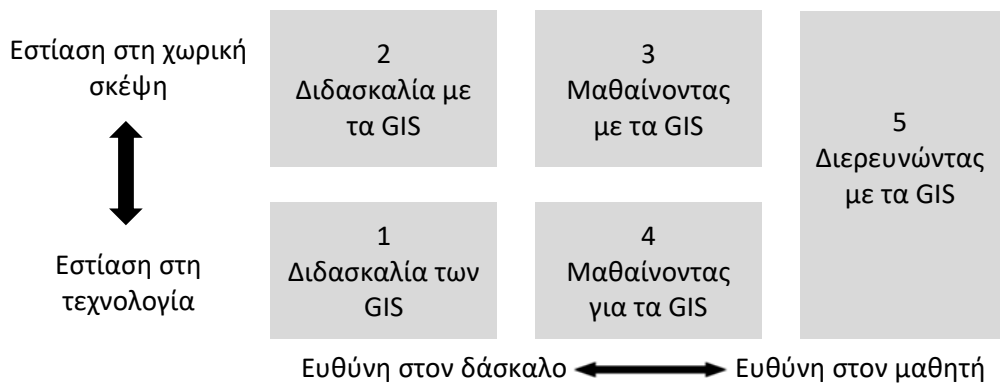 Εστίαση στη χωρική
σκέψη
2
Διδασκαλία με
τα GIS
3
Μαθαίνοντας
με τα GIS
5
Διερευνώντας
με τα GIS
Εστίαση στη
τεχνολογία
1
Διδασκαλία των
GIS
4
Μαθαίνοντας
για τα GIS
Ευθύνη στον δάσκαλο
Ευθύνη στον μαθητή